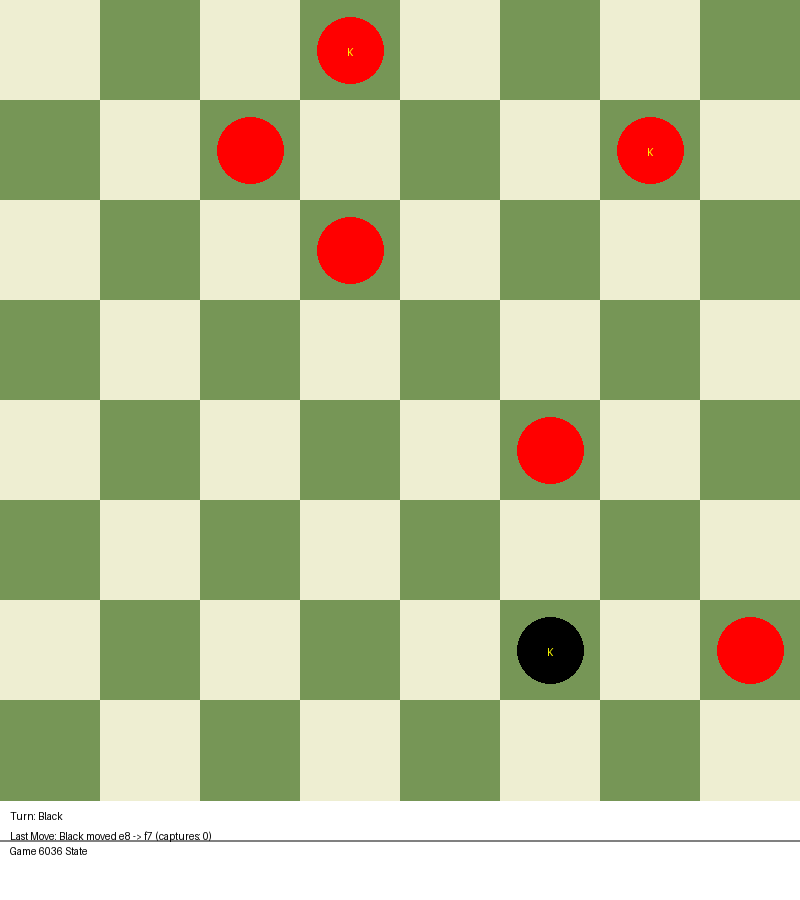 K
K
K
Turn: Black
Last Move: Black moved e8 -> f7 (captures: 0)
Game 6036 State